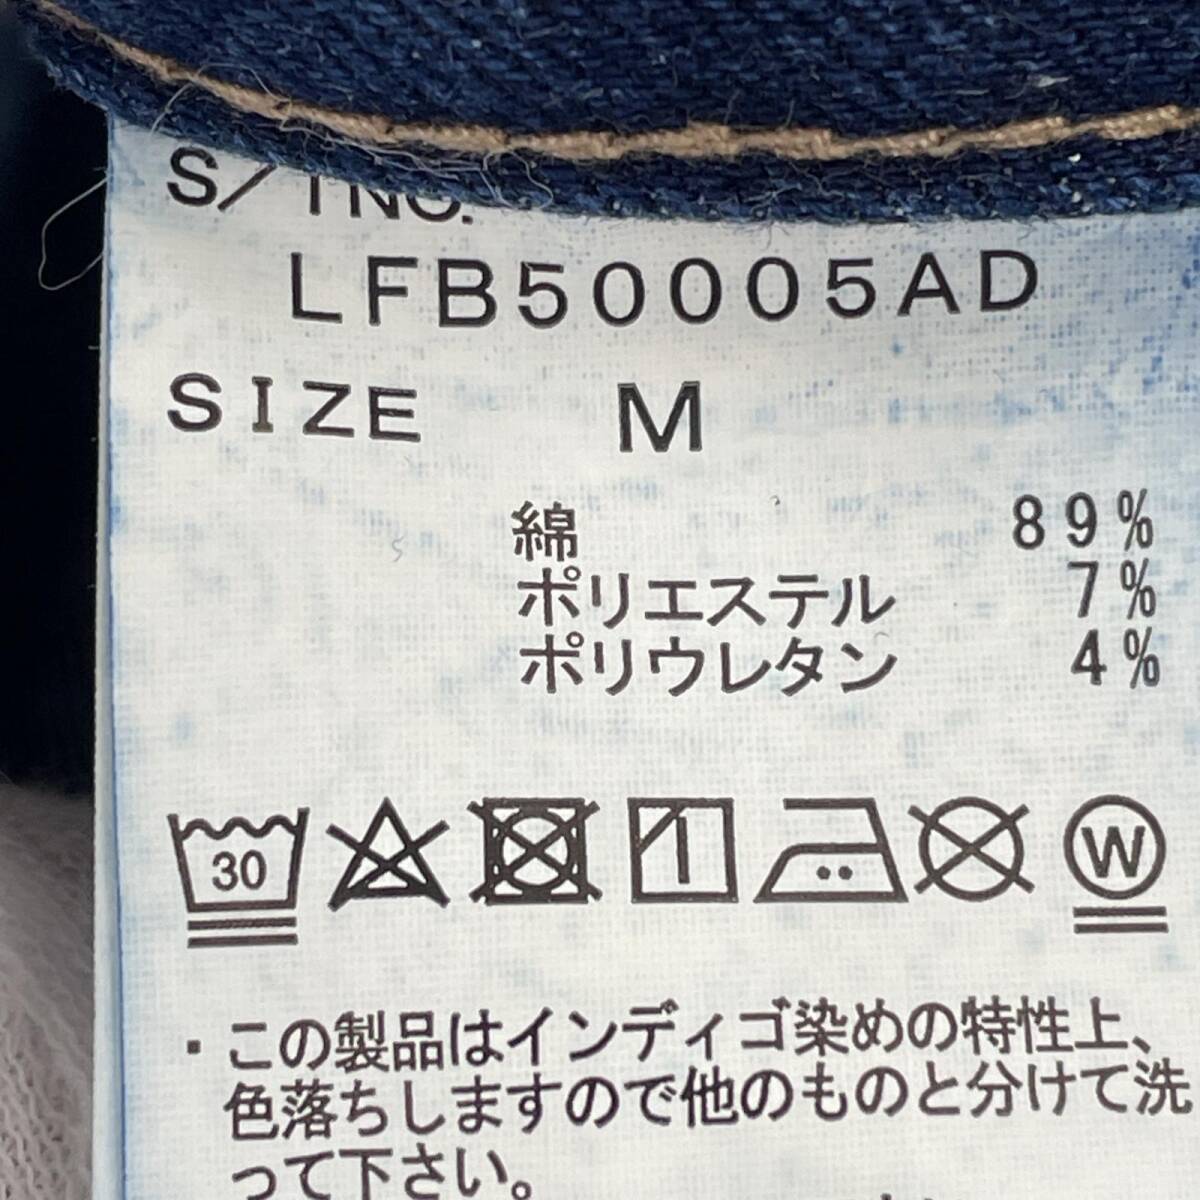 S/TNO.
LFB50005AD
SIZE M
綿 89%
ポリエステル 7%
ポリウレタン 4%
30 W
・この製品はインディゴ染めの特性上、
色落ちしますので他のものと分けて洗
って下さい。